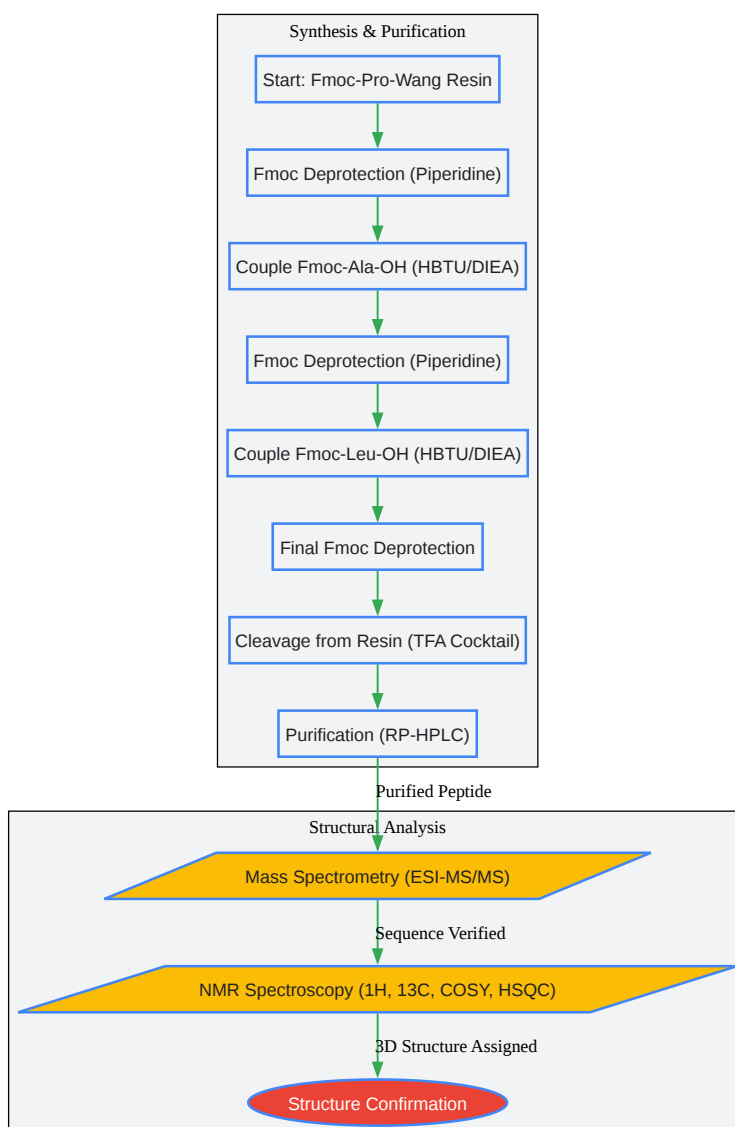 Synthesis & Purification
Start: Fmoc-Pro-Wang Resin
Fmoc Deprotection (Piperidine)
Couple Fmoc-Ala-OH (HBTU/DIEA)
Fmoc Deprotection (Piperidine)
Couple Fmoc-Leu-OH (HBTU/DIEA)
Final Fmoc Deprotection
Cleavage from Resin (TFA Cocktail)
Purification (RP-HPLC)
Purified Peptide
Structural Analysis
Mass Spectrometry (ESI-MS/MS)
Sequence Verified
NMR Spectroscopy (1H, 13C, COSY, HSQC)
3D Structure Assigned
Structure Confirmation